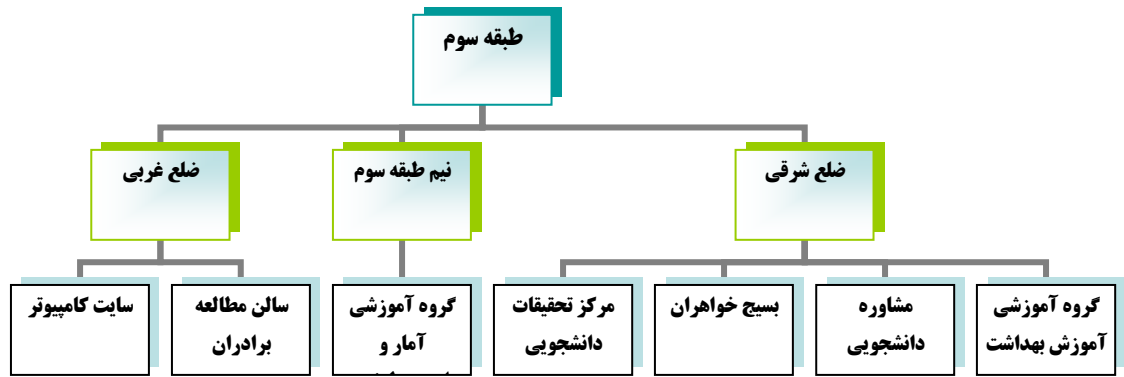 طبقه سوم
ضلع شرقی
نیم طبقه سوم
ضلع غربی
گروه آموزشی
آموزش بهداشت
مشاوره
دانشجویی
بسیج خواهران
مرکز تحقیقات
دانشجویی
گروه آموزشی
آمار و
سالن مطالعه
برادران
سایت کامپیوتر